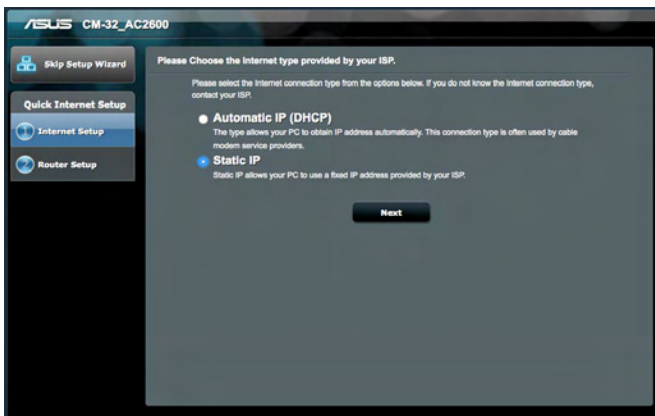 ASUS CM-32_AC2600
Skip Setup Wizard
Quick Internet Setup
1 Internet Setup
2 Router Setup
Please Choose the Internet type provided by your ISP.
Please select the Internet connection type from the options below. If you do not know the Internet connection type,
contact your ISP.
Automatic IP (DHCP)
The type allows your PC to obtain IP address automatically. This connection type is often used by cable
modem service providers.
Static IP
Static IP allows your PC to use a fixed IP address provided by your ISP.
Next